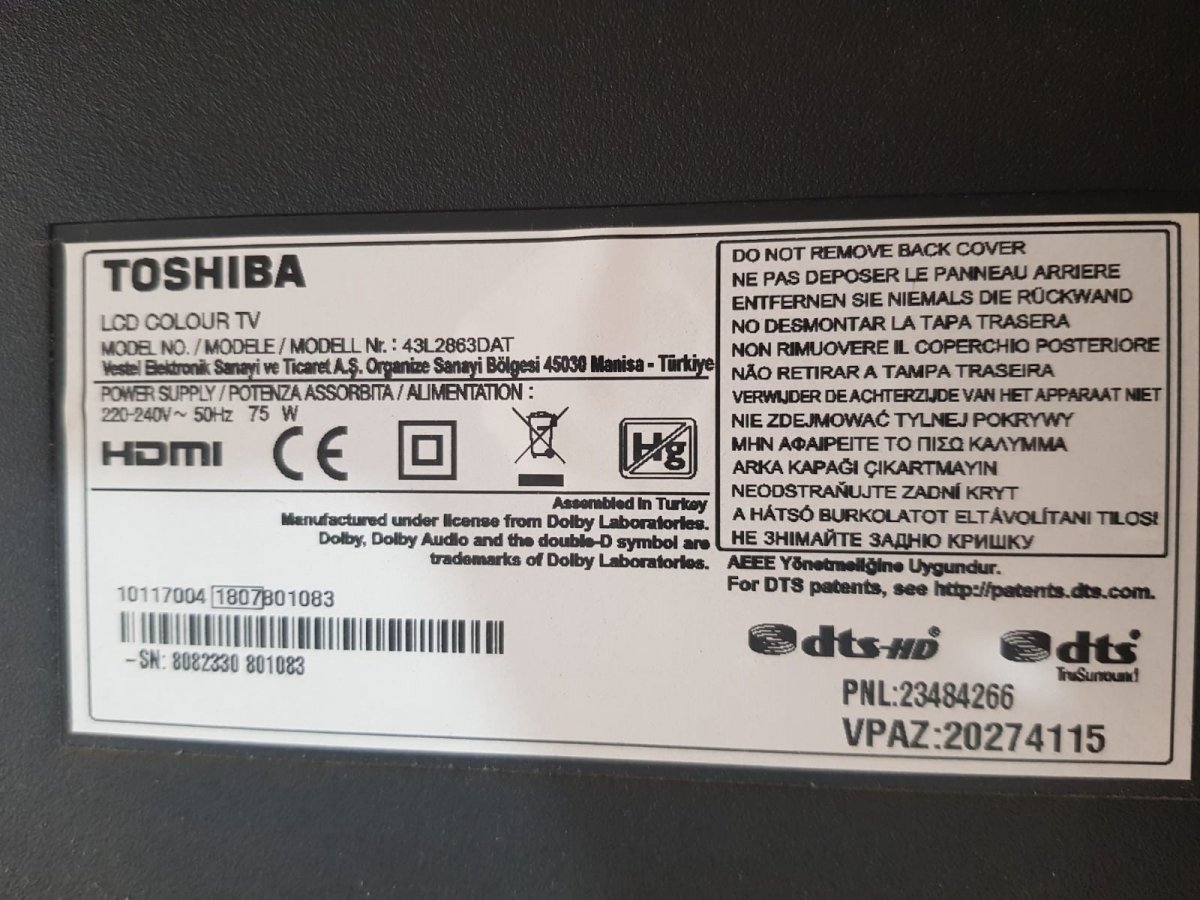 TOSHIBA
LCD COLOUR TV
MODEL NO. / MODELE / MODELL Nr. : 43L2863DAT
Vestel Elektronik Sanayi ve Ticaret A.Ş. Organize Sanayi Bölgesi 45030 Manisa - Türkiye
POWER SUPPLY / POTENZA ASSORBITA / ALIMENTATION :
220-240V~ 50Hz 75 W
HDMI CE Hg
Assembled in Turkey
Manufactured under license from Dolby Laboratories.
Dolby, Dolby Audio and the double-D symbol are
trademarks of Dolby Laboratories.
10117004 1807801083
-SN: 8082330 801083
DO NOT REMOVE BACK COVER
NE PAS DEPOSER LE PANNEAU ARRIERE
ENTFERNEN SIE NIEMALS DIE RÜCKWAND
NO DESMONTAR LA TAPA TRASERA
NON RIMUOVERE IL COPERCHIO POSTERIORE
NÃO RETIRAR A TAMPA TRASEIRA
VERWIJDER DE ACHTERZIJDE VAN HET APPARAAT NIET
NIE ZDEJMOWAĆ TYLNEJ POKRYWY
ΜΗΝ ΑΦΑΙΡΕΙΤΕ ΤΟ ΠΙΣΩ ΚΑΛΥΜΜΑ
ARKA KAPAĞI ÇIKARTMAYIN
NEODSTRAŇUJTE ZADNÍ KRYT
A HÁTSÓ BURKOLATOT ELTÁVOLÍTANI TILOS!
НЕ ЗНІМАЙТЕ ЗАДНЮ КРИШКУ
AEEE Yönetmeliğine Uygundur.
For DTS patents, see http://patents.dts.com.
dts-HD® dts®
TruSurround
PNL:23484266
VPAZ:20274115